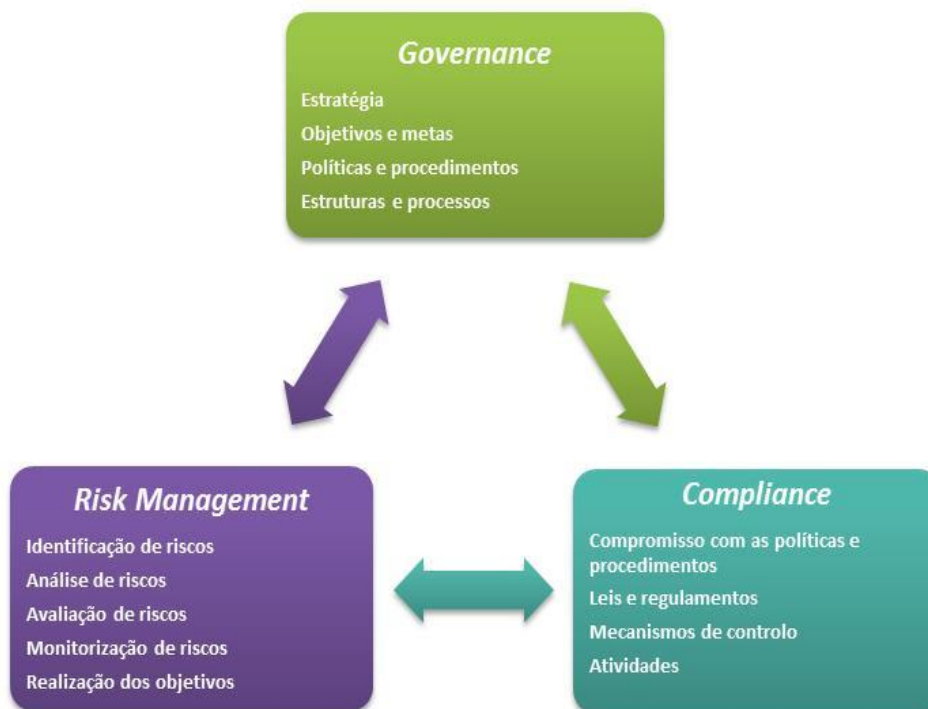 Governance
Estratégia
Objetivos e metas
Políticas e procedimentos
Estruturas e processos
Risk Management
Identificação de riscos
Análise de riscos
Avaliação de riscos
Monitorização de riscos
Realização dos objetivos
Compliance
Compromisso com as políticas e
procedimentos
Leis e regulamentos
Mecanismos de controlo
Atividades